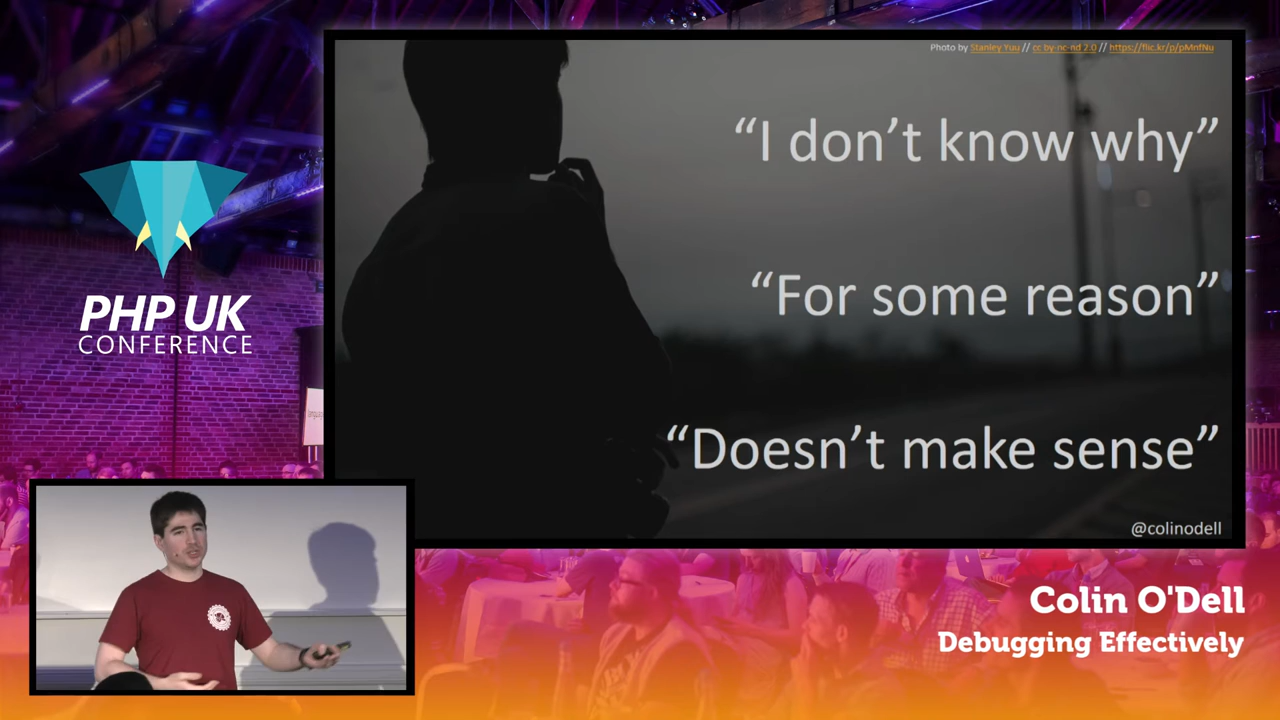 Photo by Stanley Yuu // cc by-nc-nd 2.0 // https://flic.kr/p/pMnfNu
“I don’t know why”
“For some reason”
“Doesn’t make sense”
@colinodell
PHP UK
CONFERENCE
Colin O'Dell
Debugging Effectively